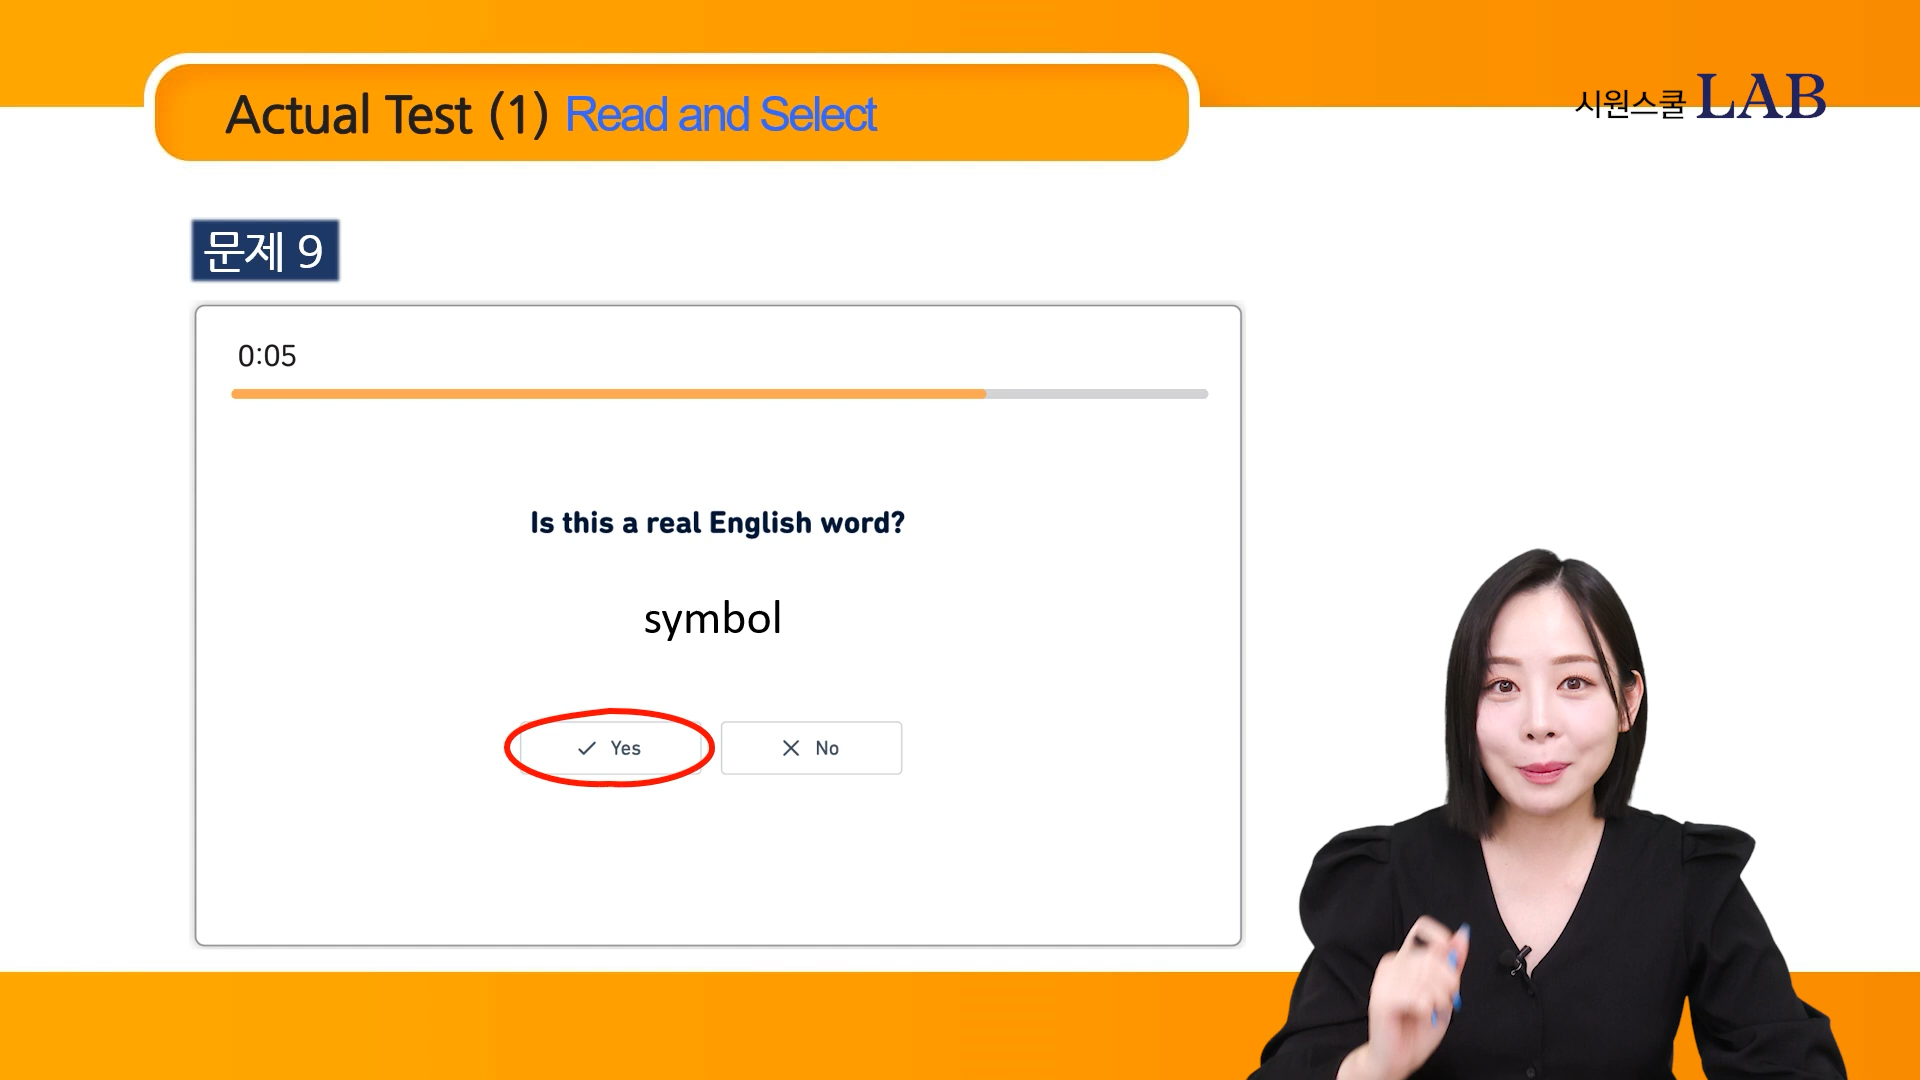 Actual Test (1) Read and Select
시원스쿨 LAB
문제 9
0:05
Is this a real English word?
symbol
Yes
No